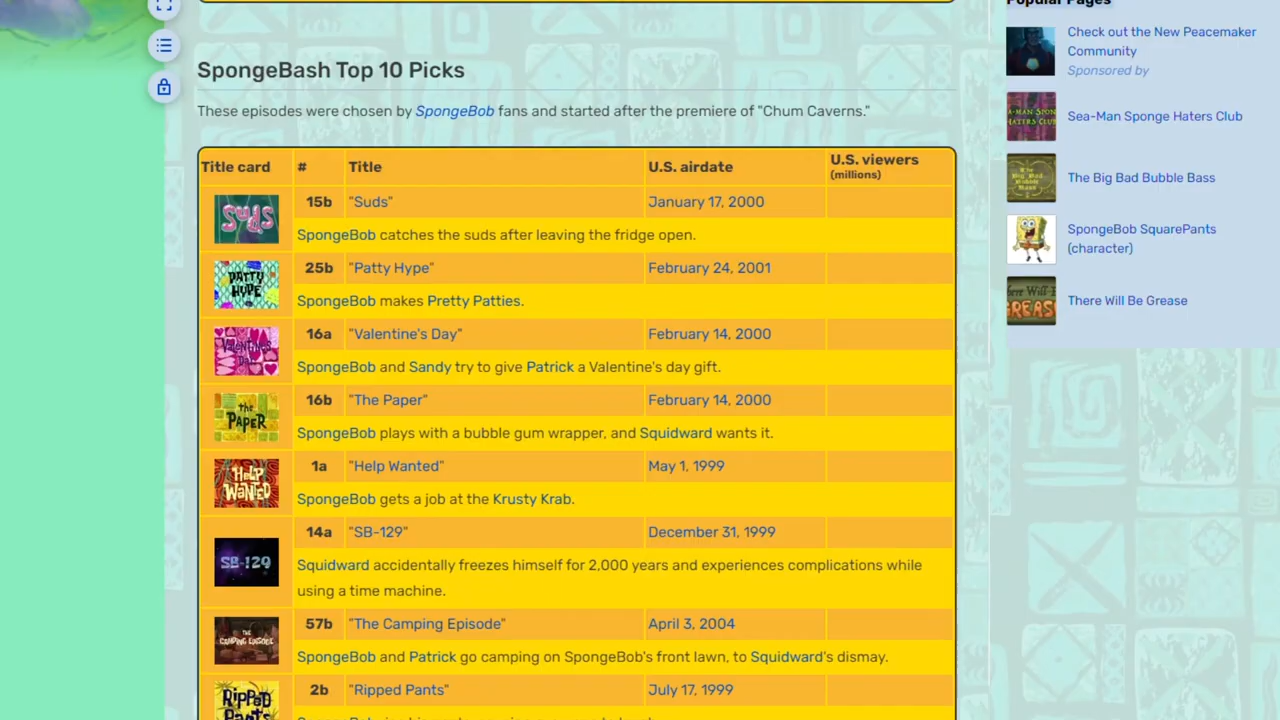 Popular Pages
SpongeBash Top 10 Picks
These episodes were chosen by SpongeBob fans and started after the premiere of "Chum Caverns."
Title card # Title U.S. airdate U.S. viewers (millions)
SUDS 15b "Suds" January 17, 2000
SpongeBob catches the suds after leaving the fridge open.
PATTY HYPE 25b "Patty Hype" February 24, 2001
SpongeBob makes Pretty Patties.
VALENTINE'S DAY 16a "Valentine's Day" February 14, 2000
SpongeBob and Sandy try to give Patrick a Valentine's day gift.
the PAPER 16b "The Paper" February 14, 2000
SpongeBob plays with a bubble gum wrapper, and Squidward wants it.
HELP WANTED 1a "Help Wanted" May 1, 1999
SpongeBob gets a job at the Krusty Krab.
SB-129 14a "SB-129" December 31, 1999
Squidward accidentally freezes himself for 2,000 years and experiences complications while
using a time machine.
THE CAMPING EPISODE 57b "The Camping Episode" April 3, 2004
SpongeBob and Patrick go camping on SpongeBob's front lawn, to Squidward's dismay.
RIPPED PANTS 2b "Ripped Pants" July 17, 1999
Check out the New Peacemaker
Community
Sponsored by
Sea-Man Sponge Haters Club
The Big Bad Bubble Bass
SpongeBob SquarePants
(character)
There Will Be Grease